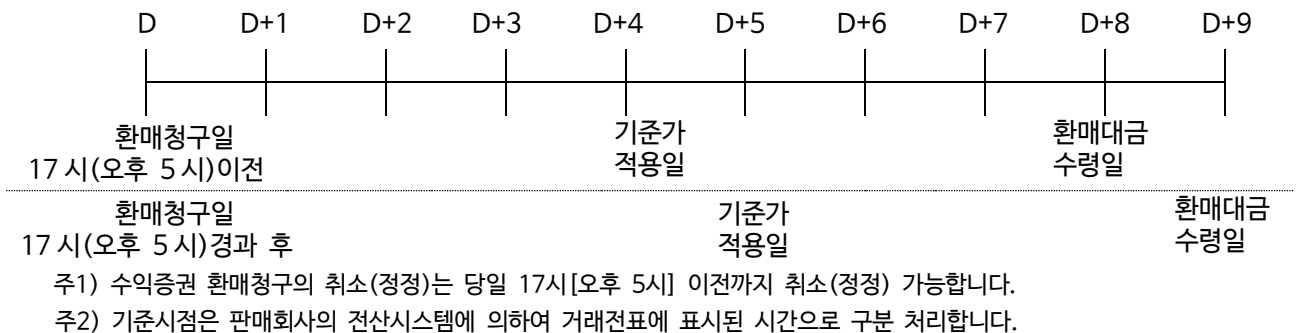 D D+1 D+2 D+3 D+4 D+5 D+6 D+7 D+8 D+9
환매청구일 기준가 환매대금
17시(오후 5시)이전 적용일 수령일
환매청구일 기준가 환매대금
17시(오후 5시)경과 후 적용일 수령일
주1) 수익증권 환매청구의 취소(정정)는 당일 17시[오후 5시] 이전까지 취소(정정) 가능합니다.
주2) 기준시점은 판매회사의 전산시스템에 의하여 거래전표에 표시된 시간으로 구분 처리합니다.